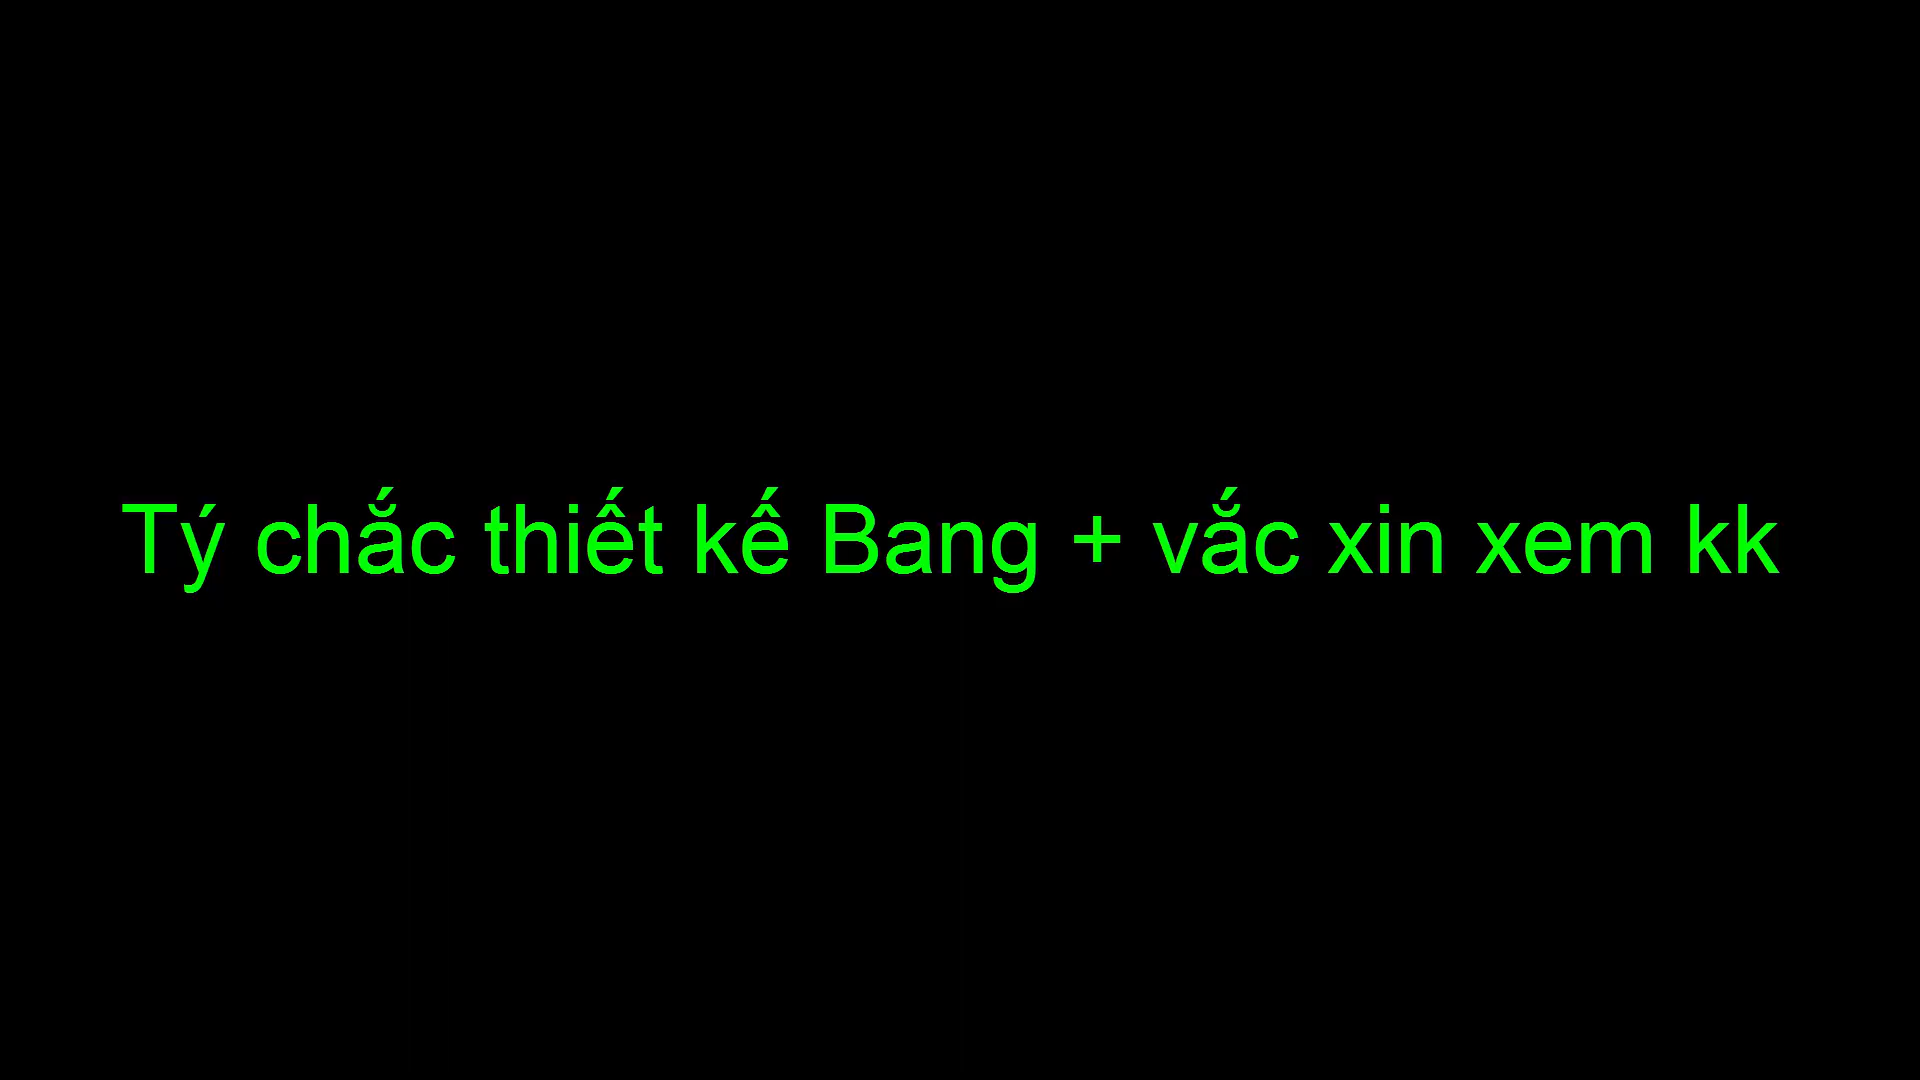 Tý chắc thiết kế Bang + vắc xin xem kk